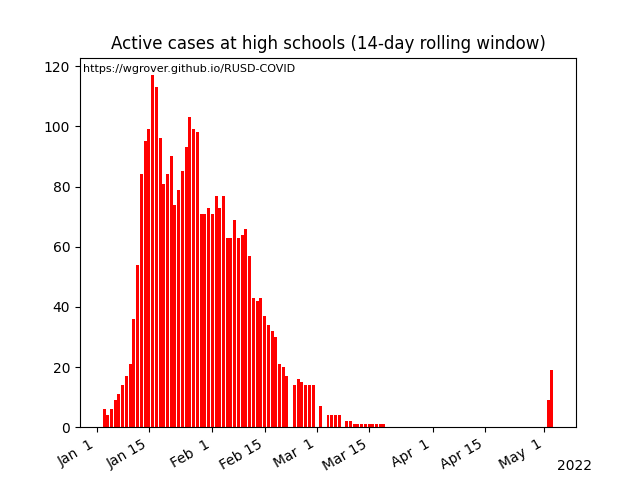 Active cases at high schools (14-day rolling window)
https://wgrover.github.io/RUSD-COVID
120
100
80
60
40
20
0
Jan 1
Jan 15
Feb 1
Feb 15
Mar 1
Mar 15
Apr 1
Apr 15
May 1
2022